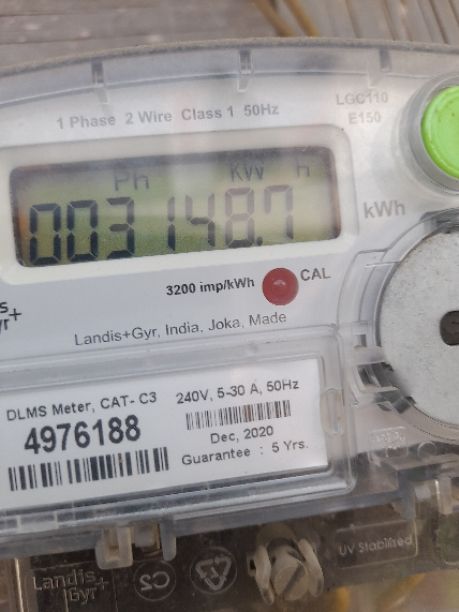 LGC110
E150
1 Phase 2 Wire Class 1 50Hz
Ph KW h
003148.7
kWh
3200 imp/kWh
CAL
Landis+Gyr, India, Joka, Made
DLMS Meter, CAT- C3
4976188
240V, 5-30 A, 50Hz
Dec, 2020
Guarantee : 5 Yrs.
Landis+
Gyr
UV Stabilised